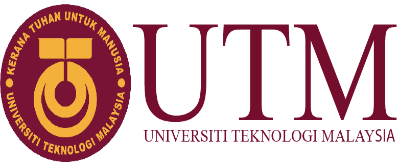 KERANA TUHAN UNTUK MANUSIA
UNIVERSITI TEKNOLOGI MALAYSIA
UTM
UNIVERSITI TEKNOLOGI MALAYSIA